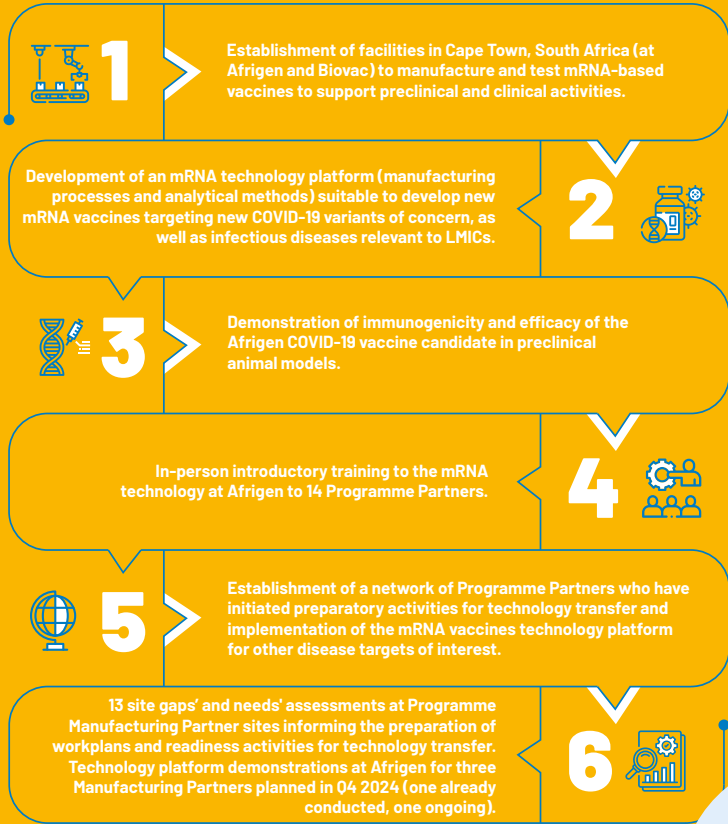 1
Establishment of facilities in Cape Town, South Africa (at
Afrigen and Biovac) to manufacture and test mRNA-based
vaccines to support preclinical and clinical activities.
Development of an mRNA technology platform (manufacturing
processes and analytical methods) suitable to develop new
mRNA vaccines targeting new COVID-19 variants of concern, as
well as infectious diseases relevant to LMICs.
2
3
Demonstration of immunogenicity and efficacy of the
Afrigen COVID-19 vaccine candidate in preclinical
animal models.
In-person introductory training to the mRNA
technology at Afrigen to 14 Programme Partners.
4
5
Establishment of a network of Programme Partners who have
initiated preparatory activities for technology transfer and
implementation of the mRNA vaccines technology platform
for other disease targets of interest.
13 site gaps’ and needs' assessments at Programme
Manufacturing Partner sites informing the preparation of
workplans and readiness activities for technology transfer.
Technology platform demonstrations at Afrigen for three
Manufacturing Partners planned in Q4 2024 (one already
conducted, one ongoing).
6